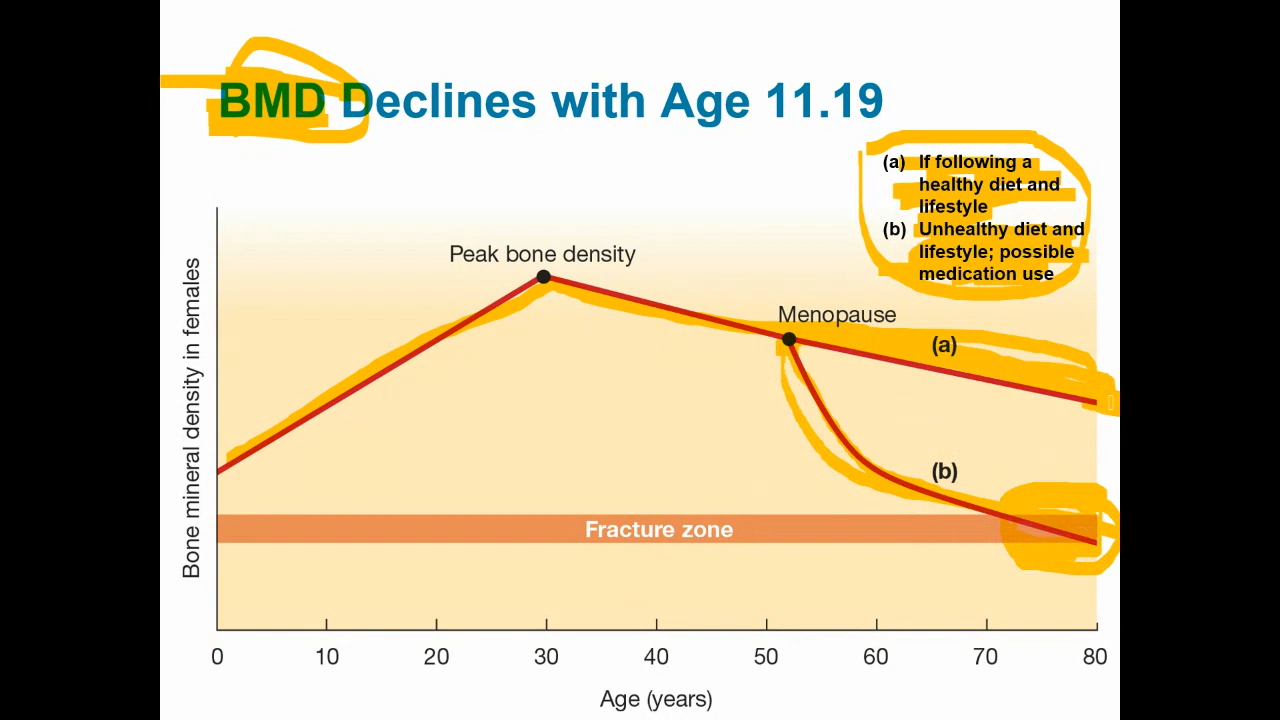 BMD Declines with Age 11.19
(a) If following a
healthy diet and
lifestyle
(b) Unhealthy diet and
lifestyle; possible
medication use
Peak bone density
Menopause
(a)
(b)
Fracture zone
Bone mineral density in females
0 10 20 30 40 50 60 70 80
Age (years)